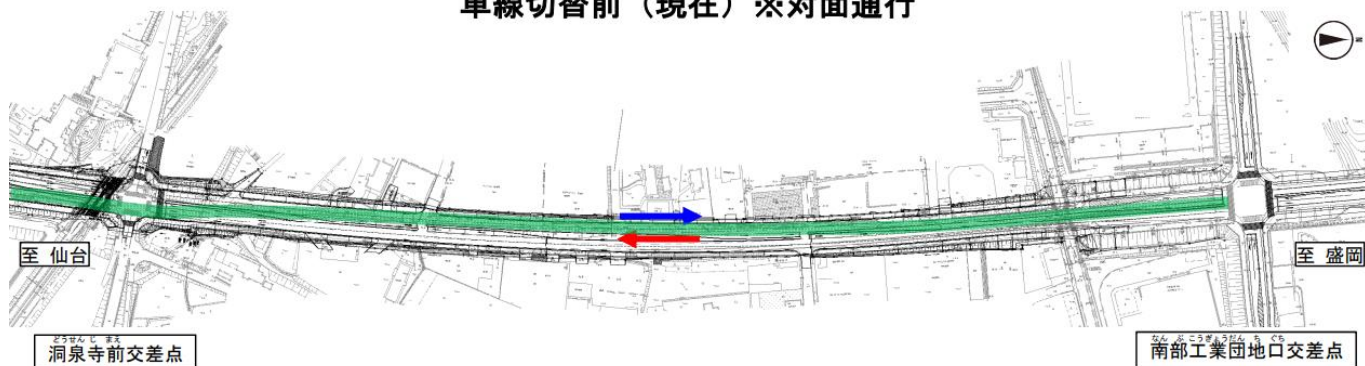 車線切替前（現在）※対面通行
N
至 仙台
至 盛岡
どうせんじ まえ
洞泉寺前交差点
なんぶこうぎょうだんちぐち
南部工業団地口交差点